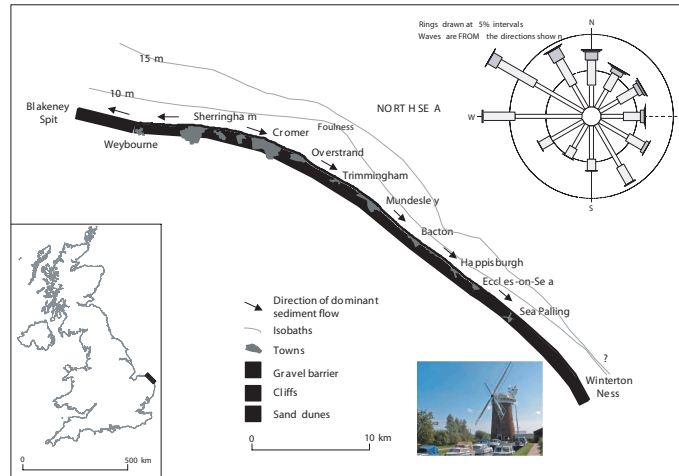 Rings drawn at 5% intervals
Waves are FROM the directions shown
N
W
S
15 m
10 m
NORTH SEA
Blakeney
Spit
Sherringham
Weybourne
Cromer
Foulness
Overstrand
Trimmingham
Mundesley
Bacton
Happisburgh
Eccles-on-Sea
Sea Palling
?
Winterton
Ness
Direction of dominant
sediment flow
Isobaths
Towns
Gravel barrier
Cliffs
Sand dunes
0 10 km
0 500 km